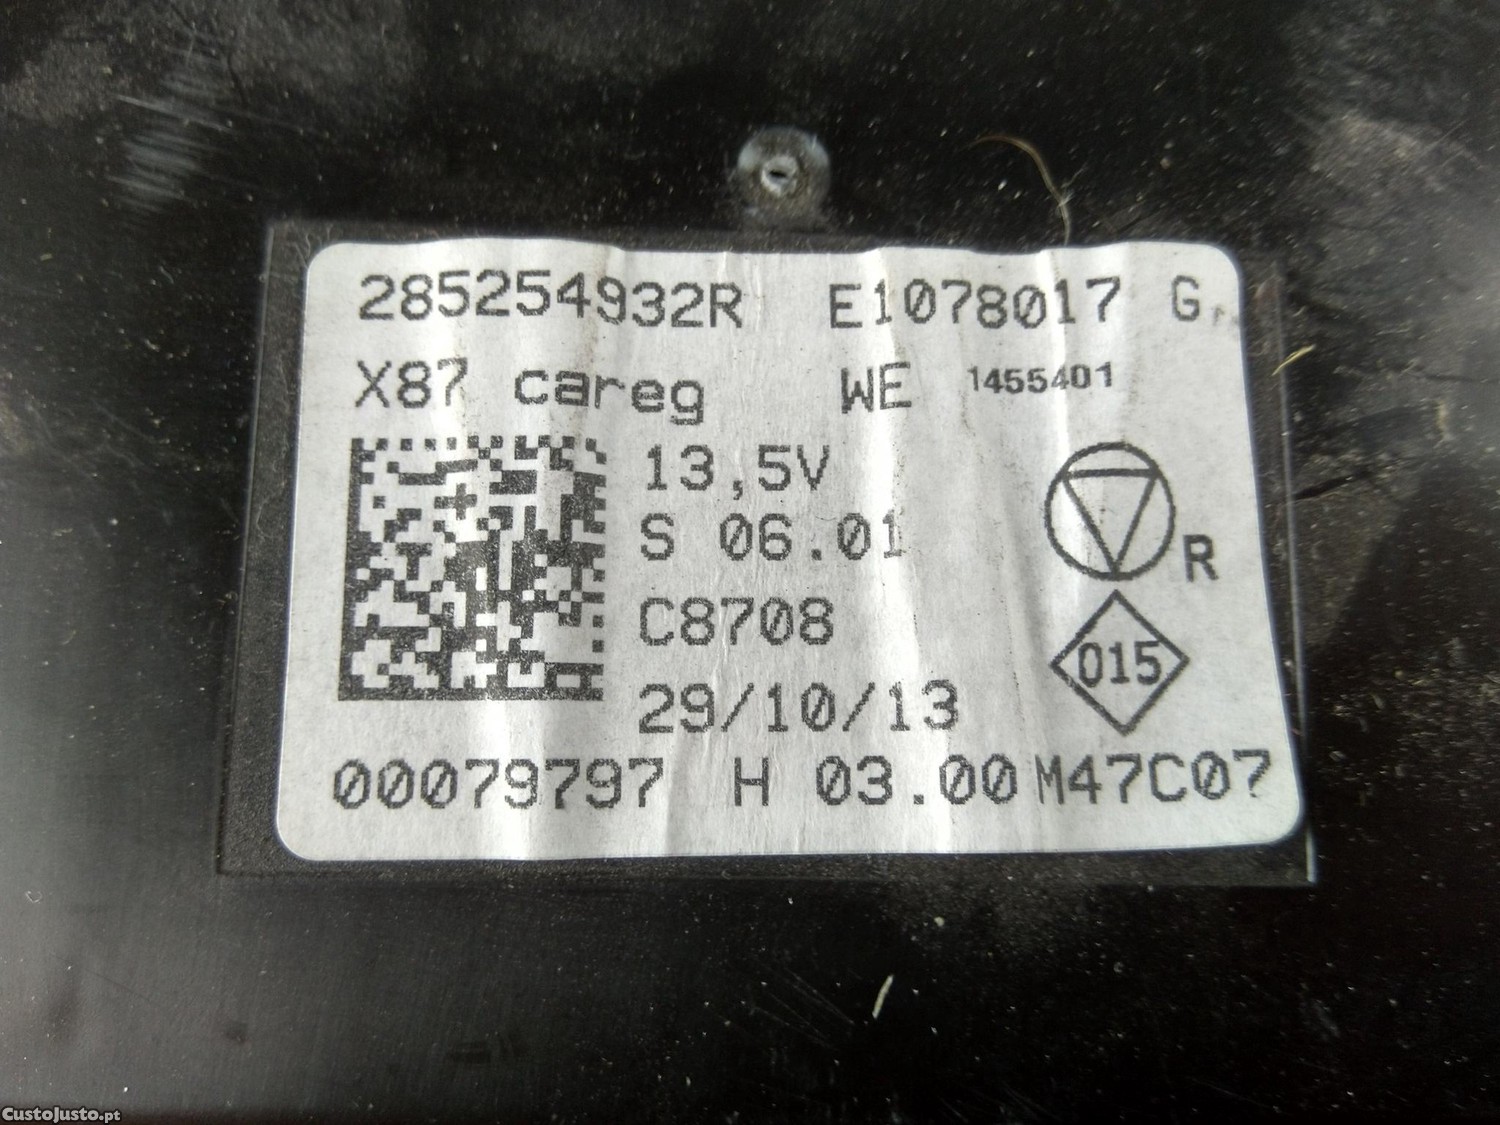 285254932R E1078017 G
X87 careg WE 1455401
13,5V
S 06.01
C8708
R
015
29/10/13
00079797 H 03.00 M47C07
CustoJusto.pt